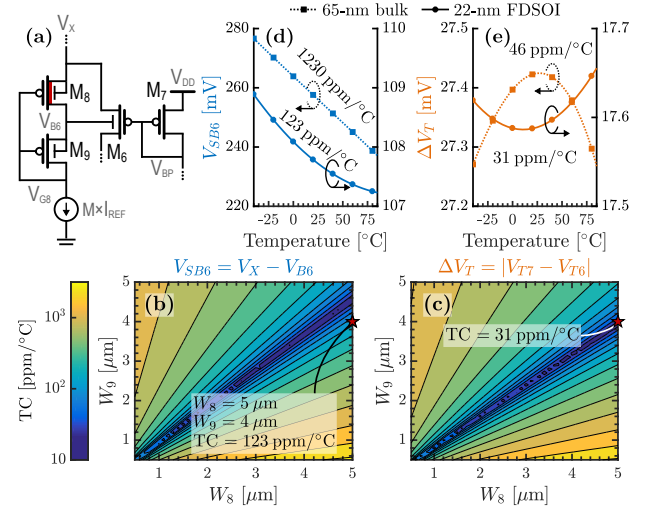 65-nm bulk 22-nm FDSOI
(a)
V_X
M_8
V_B6
M_9
V_G8
M×I_REF
M_6
M_7
V_DD
V_BP
(d)
V_SB6 [mV]
280
260
240
220
110
109
108
107
1230 ppm/°C
123 ppm/°C
-25 0 25 50 75
Temperature [°C]
(e)
ΔV_T [mV]
27.4
27.3
27.2
17.7
17.6
17.5
46 ppm/°C
31 ppm/°C
-25 0 25 50 75
Temperature [°C]
TC [ppm/°C]
10^3
10^2
10
V_SB6 = V_X − V_B6
(b)
W_9 [μm]
5
4
3
2
1
W_8 = 5 μm
W_9 = 4 μm
TC = 123 ppm/°C
1 2 3 4 5
W_8 [μm]
ΔV_T = |V_T7 − V_T6|
(c)
W_9 [μm]
5
4
3
2
1
TC = 31 ppm/°C
1 2 3 4 5
W_8 [μm]